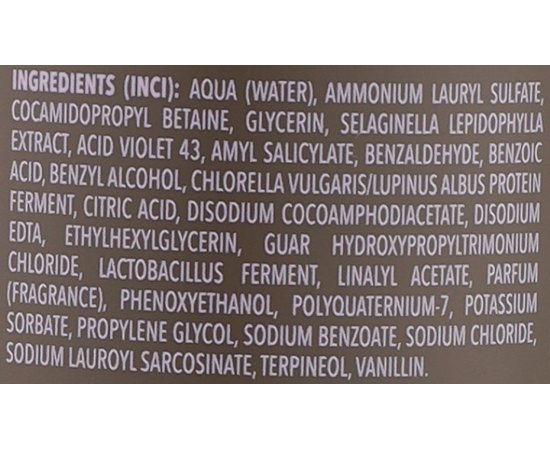 INGREDIENTS (INCI): AQUA (WATER), AMMONIUM LAURYL SULFATE,
COCAMIDOPROPYL BETAINE, GLYCERIN, SELAGINELLA LEPIDOPHYLLA
EXTRACT, ACID VIOLET 43, AMYL SALICYLATE, BENZALDEHYDE, BENZOIC
ACID, BENZYL ALCOHOL, CHLORELLA VULGARIS/LUPINUS ALBUS PROTEIN
FERMENT, CITRIC ACID, DISODIUM COCOAMPHODIACETATE, DISODIUM
EDTA, ETHYLHEXYLGLYCERIN, GUAR HYDROXYPROPYLTRIMONIUM
CHLORIDE, LACTOBACILLUS FERMENT, LINALYL ACETATE, PARFUM
(FRAGRANCE), PHENOXYETHANOL, POLYQUATERNIUM-7, POTASSIUM
SORBATE, PROPYLENE GLYCOL, SODIUM BENZOATE, SODIUM CHLORIDE,
SODIUM LAUROYL SARCOSINATE, TERPINEOL, VANILLIN.